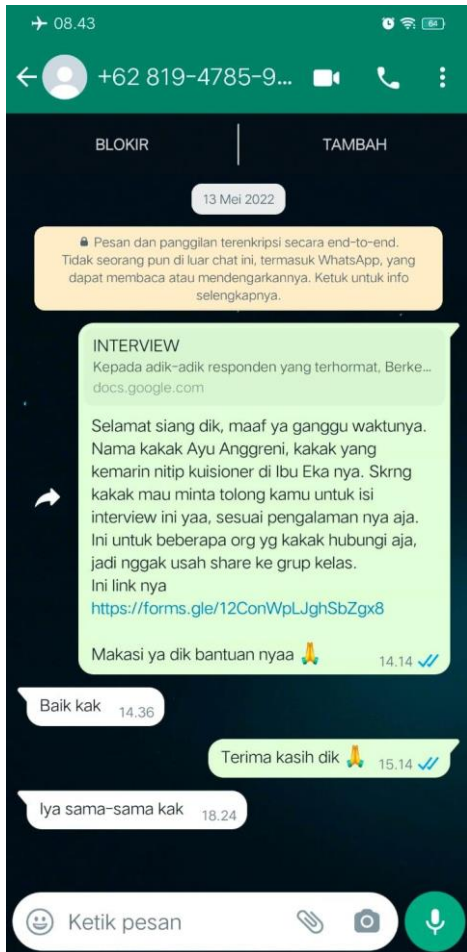 08.43
64
+62 819-4785-9...
BLOKIR
TAMBAH
13 Mei 2022
Pesan dan panggilan terenkripsi secara end-to-end.
Tidak seorang pun di luar chat ini, termasuk WhatsApp, yang
dapat membaca atau mendengarkannya. Ketuk untuk info
selengkapnya.
INTERVIEW
Kepada adik-adik responden yang terhormat, Berke...
docs.google.com
Selamat siang dik, maaf ya ganggu waktunya.
Nama kakak Ayu Anggreni, kakak yang
kemarin nitip kuisioner di Ibu Eka nya. Skrng
kakak mau minta tolong kamu untuk isi
interview ini yaa, sesuai pengalaman nya aja.
Ini untuk beberapa org yg kakak hubungi aja,
jadi nggak usah share ke grup kelas.
Ini link nya
https://forms.gle/12ConWpLJghSbZgx8
Makasi ya dik bantuan nyaa 🙏
14.14
Baik kak
14.36
Terima kasih dik 🙏
15.14
Iya sama-sama kak
18.24
Ketik pesan